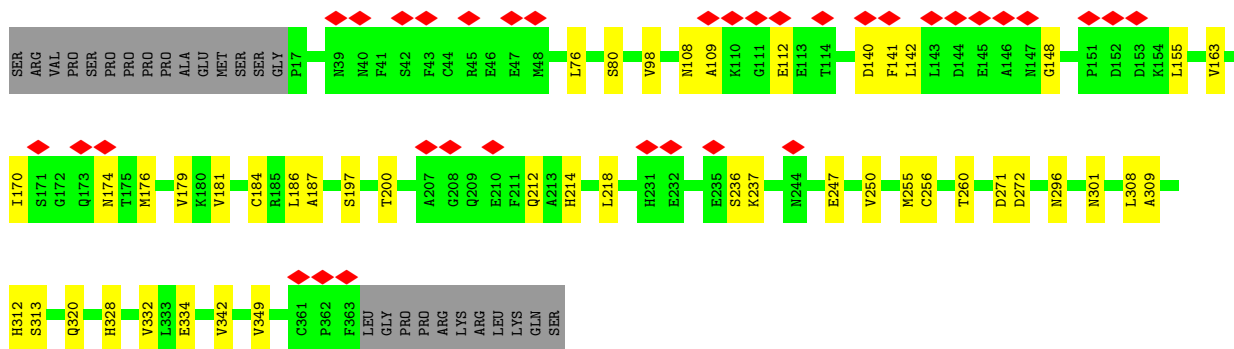 SER ARG VAL PRO SER PRO PRO PRO PRO ALA GLU MET SER SER GLY P17 N39 N40 F41 S42 F43 C44 R45 E46 E47 M48 L76 S80 V98 N108 A109 K110 G111 E112 E113 T114 D140 F141 L142 L143 D144 E145 A146 N147 G148 P151 D152 D153 K154 L155 V163
I170 S171 G172 Q173 N174 T175 M176 V179 K180 V181 C184 R185 L186 A187 S197 T200 A207 G208 Q209 E210 F211 Q212 A213 H214 L218 H231 E232 E235 S236 K237 N244 E247 V250 M255 C256 T260 D271 D272 N296 N301 L308 A309
H312 S313 Q320 H328 V332 L333 E334 V342 V349 C361 P362 F363 LEU GLY PRO PRO ARG LYS ARG LEU LYS GLN SER